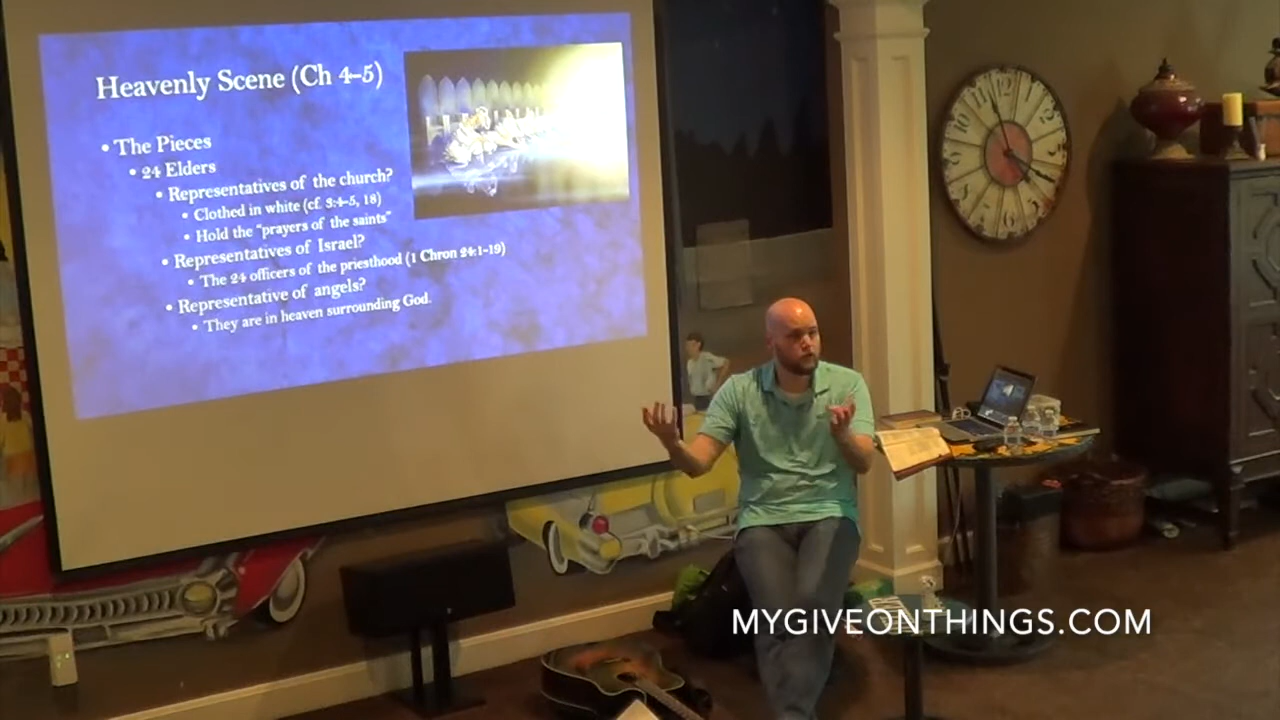 Heavenly Scene (Ch 4–5)
• The Pieces
• 24 Elders
• Representatives of the church?
• Clothed in white (cf. 3:4–5, 18)
• Hold the “prayers of the saints”
• Representatives of Israel?
• The 24 officers of the priesthood (1 Chron 24:1-19)
• Representative of angels?
• They are in heaven surrounding God.
MYGIVEONTHINGS.COM